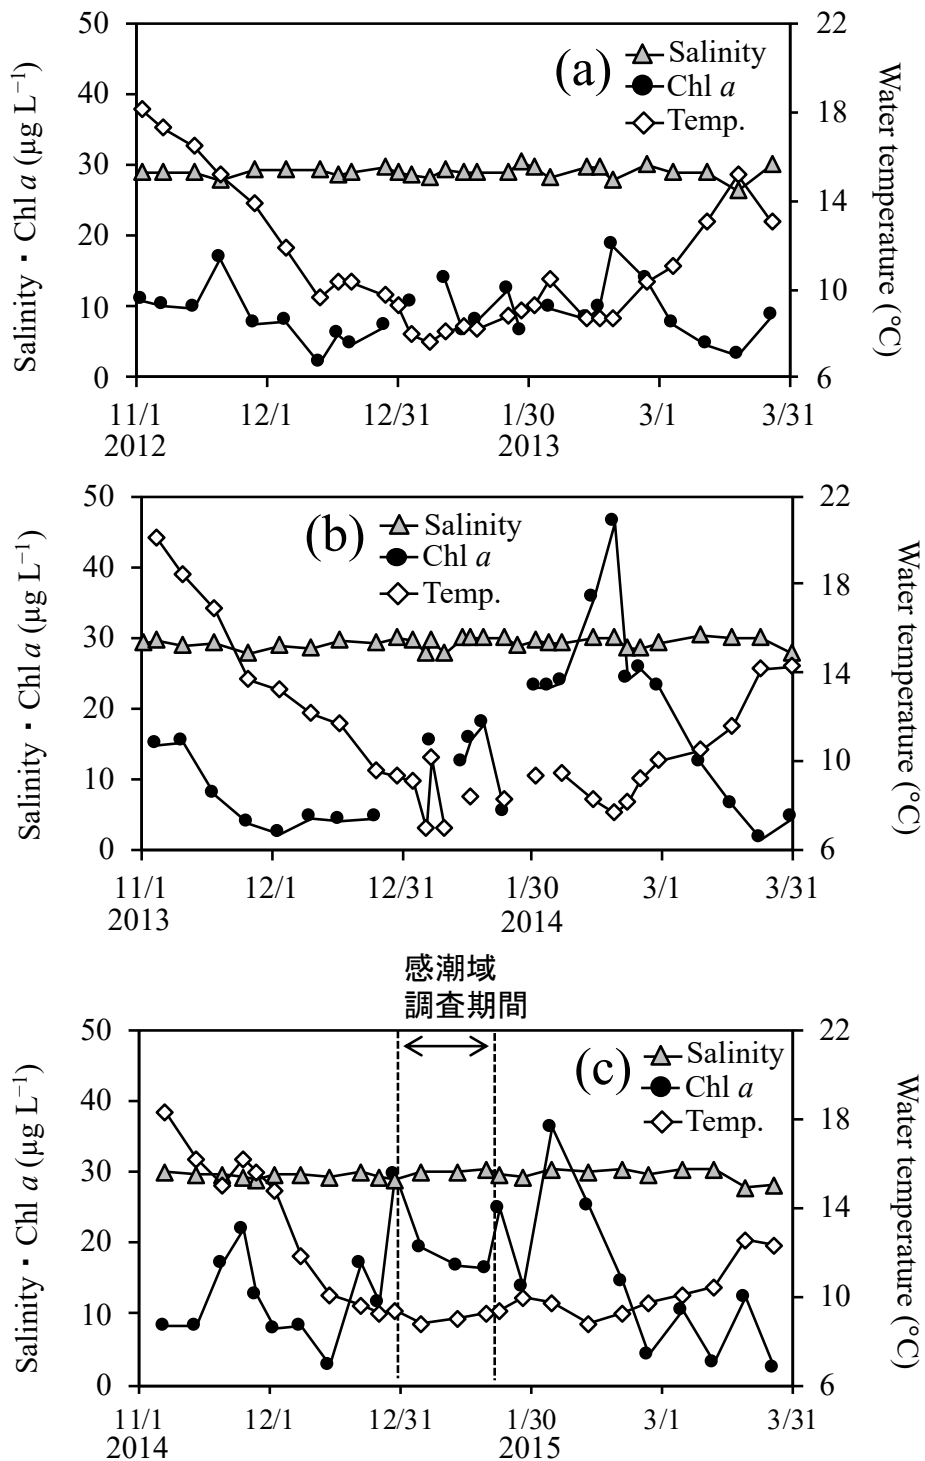 50
40
30
20
10
0
22
18
14
10
6
Salinity・Chl a (μg L⁻¹)
Water temperature (°C)
(a)
Salinity
Chl a
Temp.
11/1
12/1
12/31
1/30
3/1
3/31
2012
2013
50
40
30
20
10
0
22
18
14
10
6
Salinity・Chl a (μg L⁻¹)
Water temperature (°C)
(b)
Salinity
Chl a
Temp.
11/1
12/1
12/31
1/30
3/1
3/31
2013
2014
感潮域
調査期間
50
40
30
20
10
0
22
18
14
10
6
Salinity・Chl a (μg L⁻¹)
Water temperature (°C)
(c)
Salinity
Chl a
Temp.
11/1
12/1
12/31
1/30
3/1
3/31
2014
2015